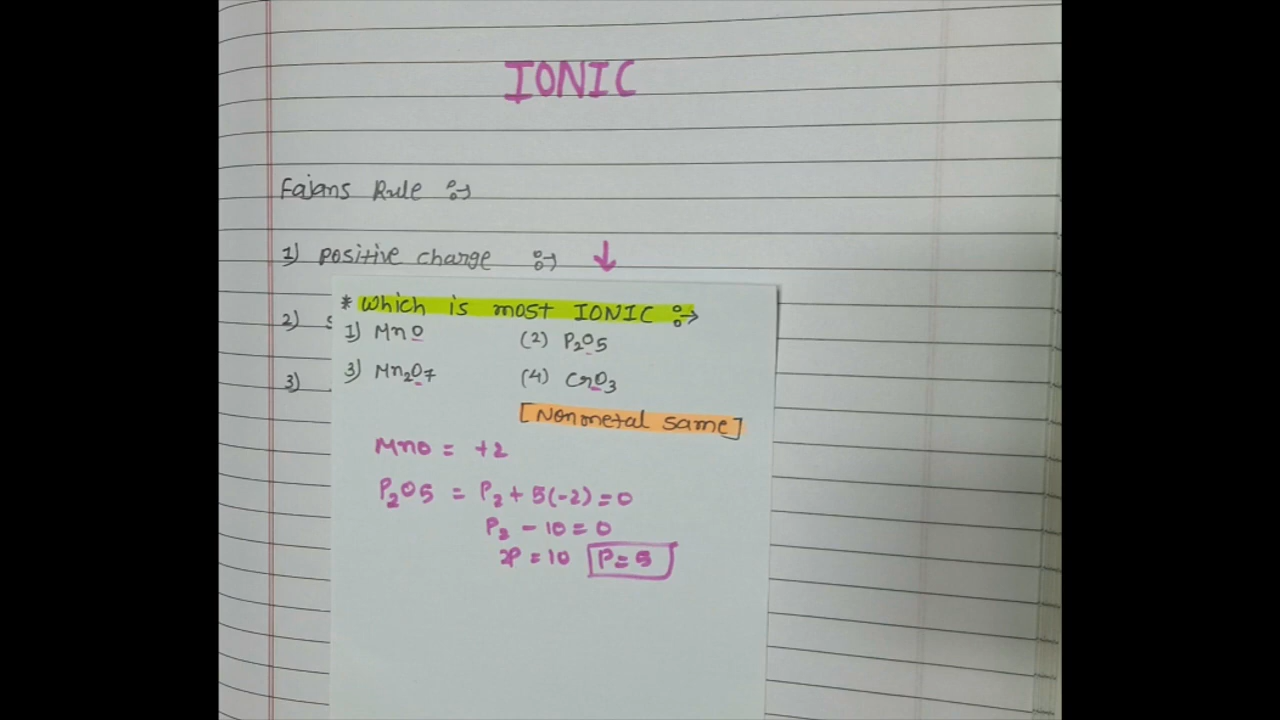 IONIC
Fajans Rule :→
1) positive charge :→ ↓
2) s
3)
* Which is most IONIC :→
1) MnO (2) P₂O₅
3) Mn₂O₇ (4) CrO₃
[Nonmetal same]
MnO = +2
P₂O₅ = P₂ + 5(-2) = 0
P₂ - 10 = 0
2P = 10 P = 5